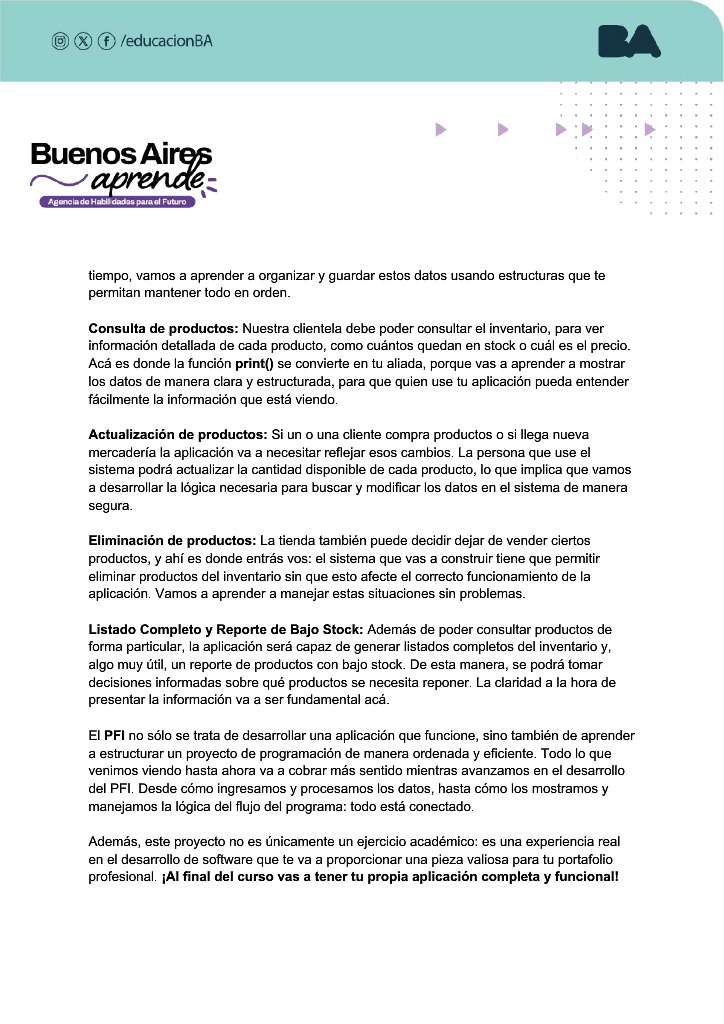 /educacionBA
BA
Buenos Aires
aprende
Agencia de Habilidades para el Futuro
tiempo, vamos a aprender a organizar y guardar estos datos usando estructuras que te
permitan mantener todo en orden.
Consulta de productos: Nuestra clientela debe poder consultar el inventario, para ver
información detallada de cada producto, como cuántos quedan en stock o cuál es el precio.
Acá es donde la función print() se convierte en tu aliada, porque vas a aprender a mostrar
los datos de manera clara y estructurada, para que quien use tu aplicación pueda entender
fácilmente la información que está viendo.
Actualización de productos: Si un o una cliente compra productos o si llega nueva
mercadería la aplicación va a necesitar reflejar esos cambios. La persona que use el
sistema podrá actualizar la cantidad disponible de cada producto, lo que implica que vamos
a desarrollar la lógica necesaria para buscar y modificar los datos en el sistema de manera
segura.
Eliminación de productos: La tienda también puede decidir dejar de vender ciertos
productos, y ahí es donde entrás vos: el sistema que vas a construir tiene que permitir
eliminar productos del inventario sin que esto afecte el correcto funcionamiento de la
aplicación. Vamos a aprender a manejar estas situaciones sin problemas.
Listado Completo y Reporte de Bajo Stock: Además de poder consultar productos de
forma particular, la aplicación será capaz de generar listados completos del inventario y,
algo muy útil, un reporte de productos con bajo stock. De esta manera, se podrá tomar
decisiones informadas sobre qué productos se necesita reponer. La claridad a la hora de
presentar la información va a ser fundamental acá.
El PFI no sólo se trata de desarrollar una aplicación que funcione, sino también de aprender
a estructurar un proyecto de programación de manera ordenada y eficiente. Todo lo que
venimos viendo hasta ahora va a cobrar más sentido mientras avanzamos en el desarrollo
del PFI. Desde cómo ingresamos y procesamos los datos, hasta cómo los mostramos y
manejamos la lógica del flujo del programa: todo está conectado.
Además, este proyecto no es únicamente un ejercicio académico: es una experiencia real
en el desarrollo de software que te va a proporcionar una pieza valiosa para tu portafolio
profesional. ¡Al final del curso vas a tener tu propia aplicación completa y funcional!